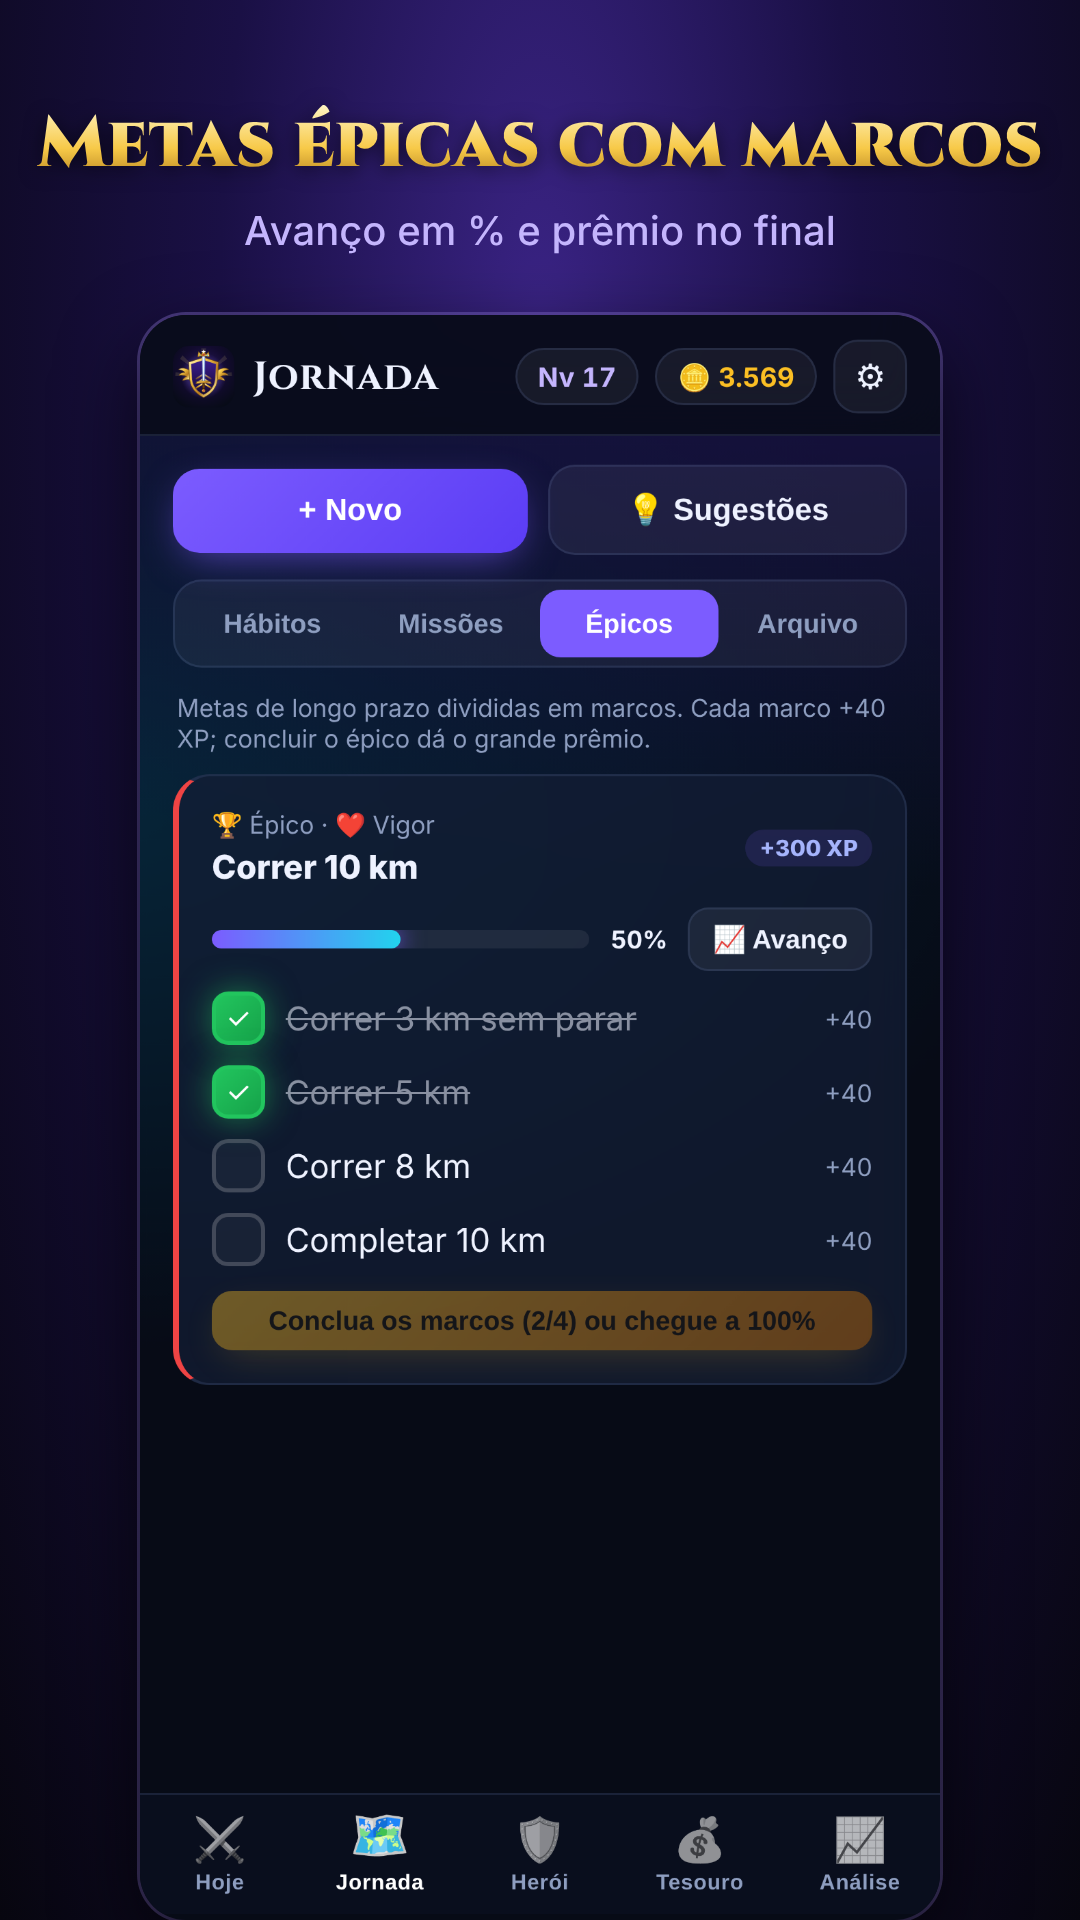 Metas épicas com marcos
Avanço em % e prêmio no final
Jornada
Nv 17
3.569
+ Novo
Sugestões
Hábitos
Missões
Épicos
Arquivo
Metas de longo prazo divididas em marcos. Cada marco +40
XP; concluir o épico dá o grande prêmio.
Épico · Vigor
Correr 10 km
+300 XP
50%
Avanço
Correr 3 km sem parar
+40
Correr 5 km
+40
Correr 8 km
+40
Completar 10 km
+40
Conclua os marcos (2/4) ou chegue a 100%
Hoje
Jornada
Herói
Tesouro
Análise